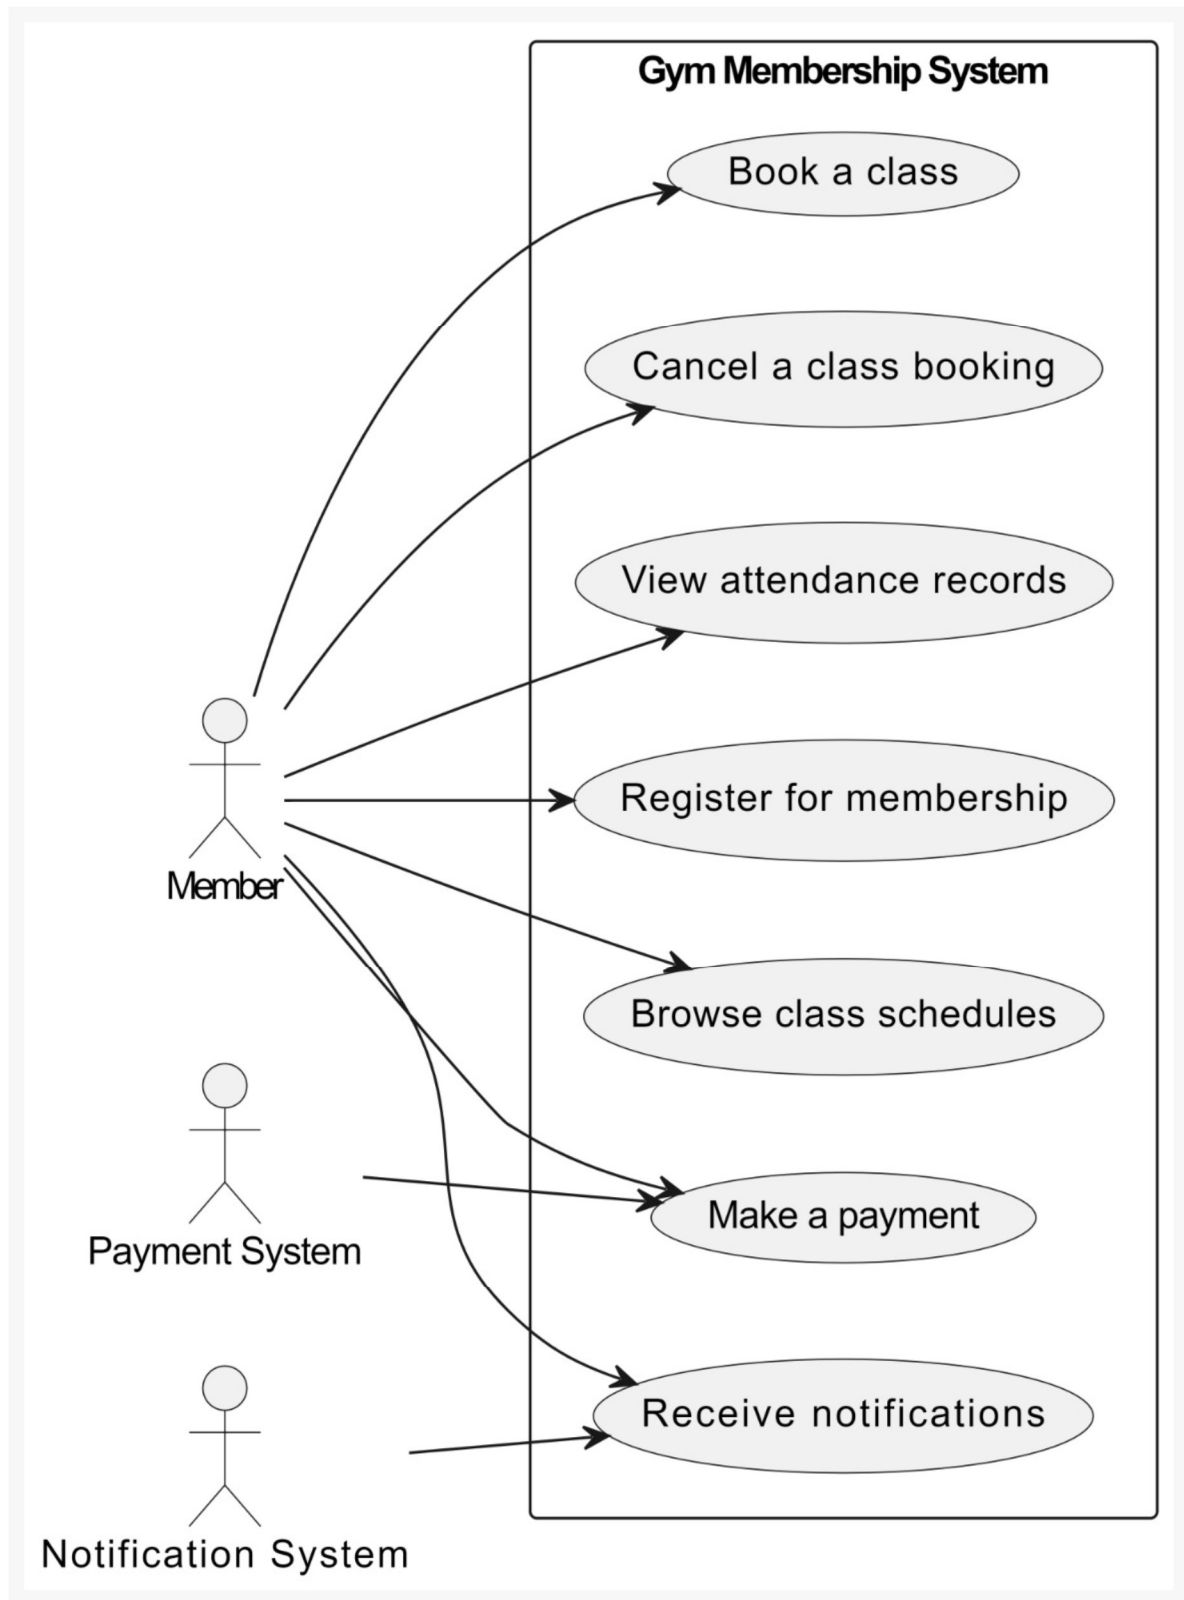 Gym Membership System
Book a class
Cancel a class booking
View attendance records
Register for membership
Member
Browse class schedules
Make a payment
Payment System
Receive notifications
Notification System